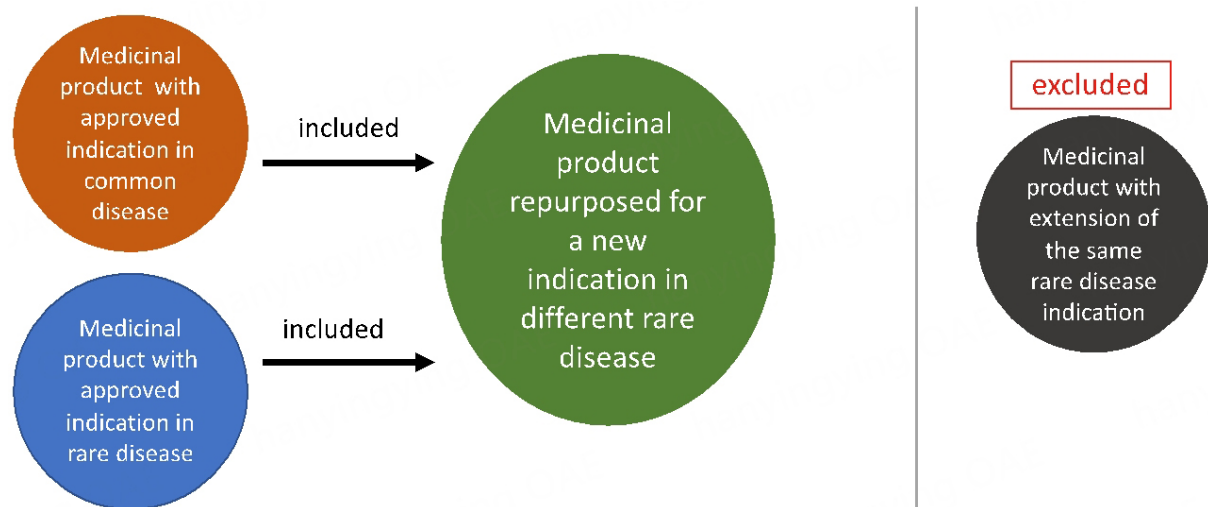 Medicinal
product with
approved
indication in
common
disease
included
Medicinal
product with
approved
indication in
rare disease
included
Medicinal
product
repurposed for
a new
indication in
different rare
disease
excluded
Medicinal
product with
extension of
the same
rare disease
indication